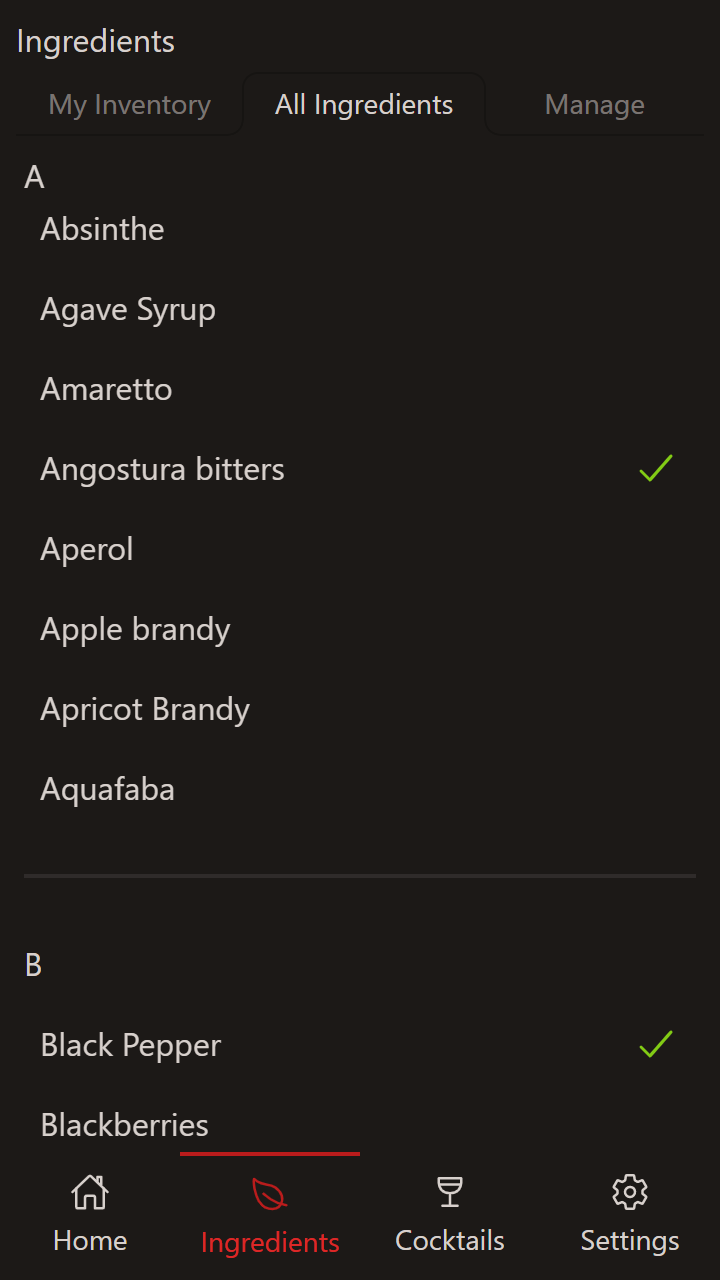 Ingredients
My Inventory All Ingredients Manage
A
Absinthe
Agave Syrup
Amaretto
Angostura bitters
Aperol
Apple brandy
Apricot Brandy
Aquafaba
B
Black Pepper
Blackberries
Home Ingredients Cocktails Settings